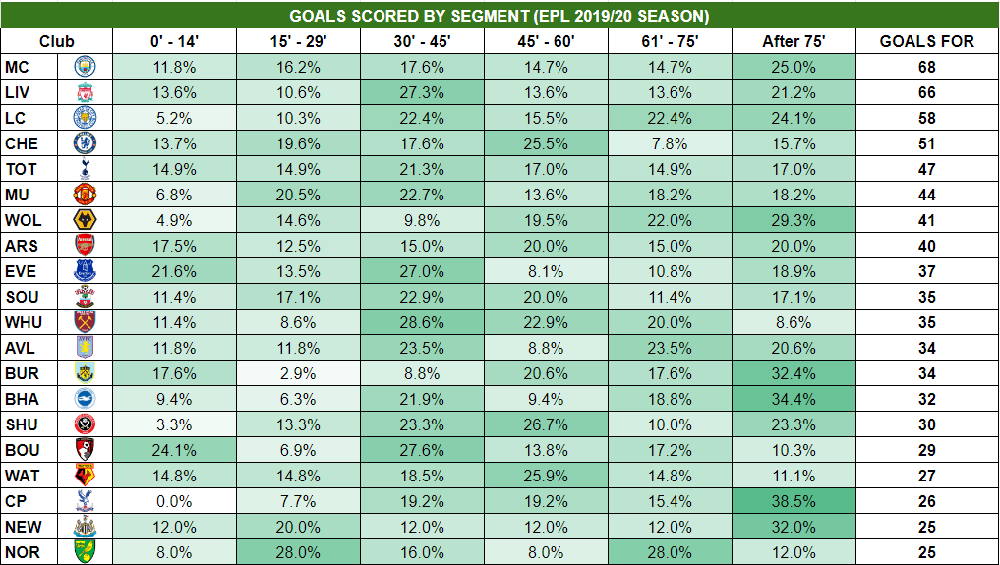 GOALS SCORED BY SEGMENT (EPL 2019/20 SEASON)
Club 0' - 14' 15' - 29' 30' - 45' 45' - 60' 61' - 75' After 75' GOALS FOR
MC 11.8% 16.2% 17.6% 14.7% 14.7% 25.0% 68
LIV 13.6% 10.6% 27.3% 13.6% 13.6% 21.2% 66
LC 5.2% 10.3% 22.4% 15.5% 22.4% 24.1% 58
CHE 13.7% 19.6% 17.6% 25.5% 7.8% 15.7% 51
TOT 14.9% 14.9% 21.3% 17.0% 14.9% 17.0% 47
MU 6.8% 20.5% 22.7% 13.6% 18.2% 18.2% 44
WOL 4.9% 14.6% 9.8% 19.5% 22.0% 29.3% 41
ARS 17.5% 12.5% 15.0% 20.0% 15.0% 20.0% 40
EVE 21.6% 13.5% 27.0% 8.1% 10.8% 18.9% 37
SOU 11.4% 17.1% 22.9% 20.0% 11.4% 17.1% 35
WHU 11.4% 8.6% 28.6% 22.9% 20.0% 8.6% 35
AVL 11.8% 11.8% 23.5% 8.8% 23.5% 20.6% 34
BUR 17.6% 2.9% 8.8% 20.6% 17.6% 32.4% 34
BHA 9.4% 6.3% 21.9% 9.4% 18.8% 34.4% 32
SHU 3.3% 13.3% 23.3% 26.7% 10.0% 23.3% 30
BOU 24.1% 6.9% 27.6% 13.8% 17.2% 10.3% 29
WAT 14.8% 14.8% 18.5% 25.9% 14.8% 11.1% 27
CP 0.0% 7.7% 19.2% 19.2% 15.4% 38.5% 26
NEW 12.0% 20.0% 12.0% 12.0% 12.0% 32.0% 25
NOR 8.0% 28.0% 16.0% 8.0% 28.0% 12.0% 25